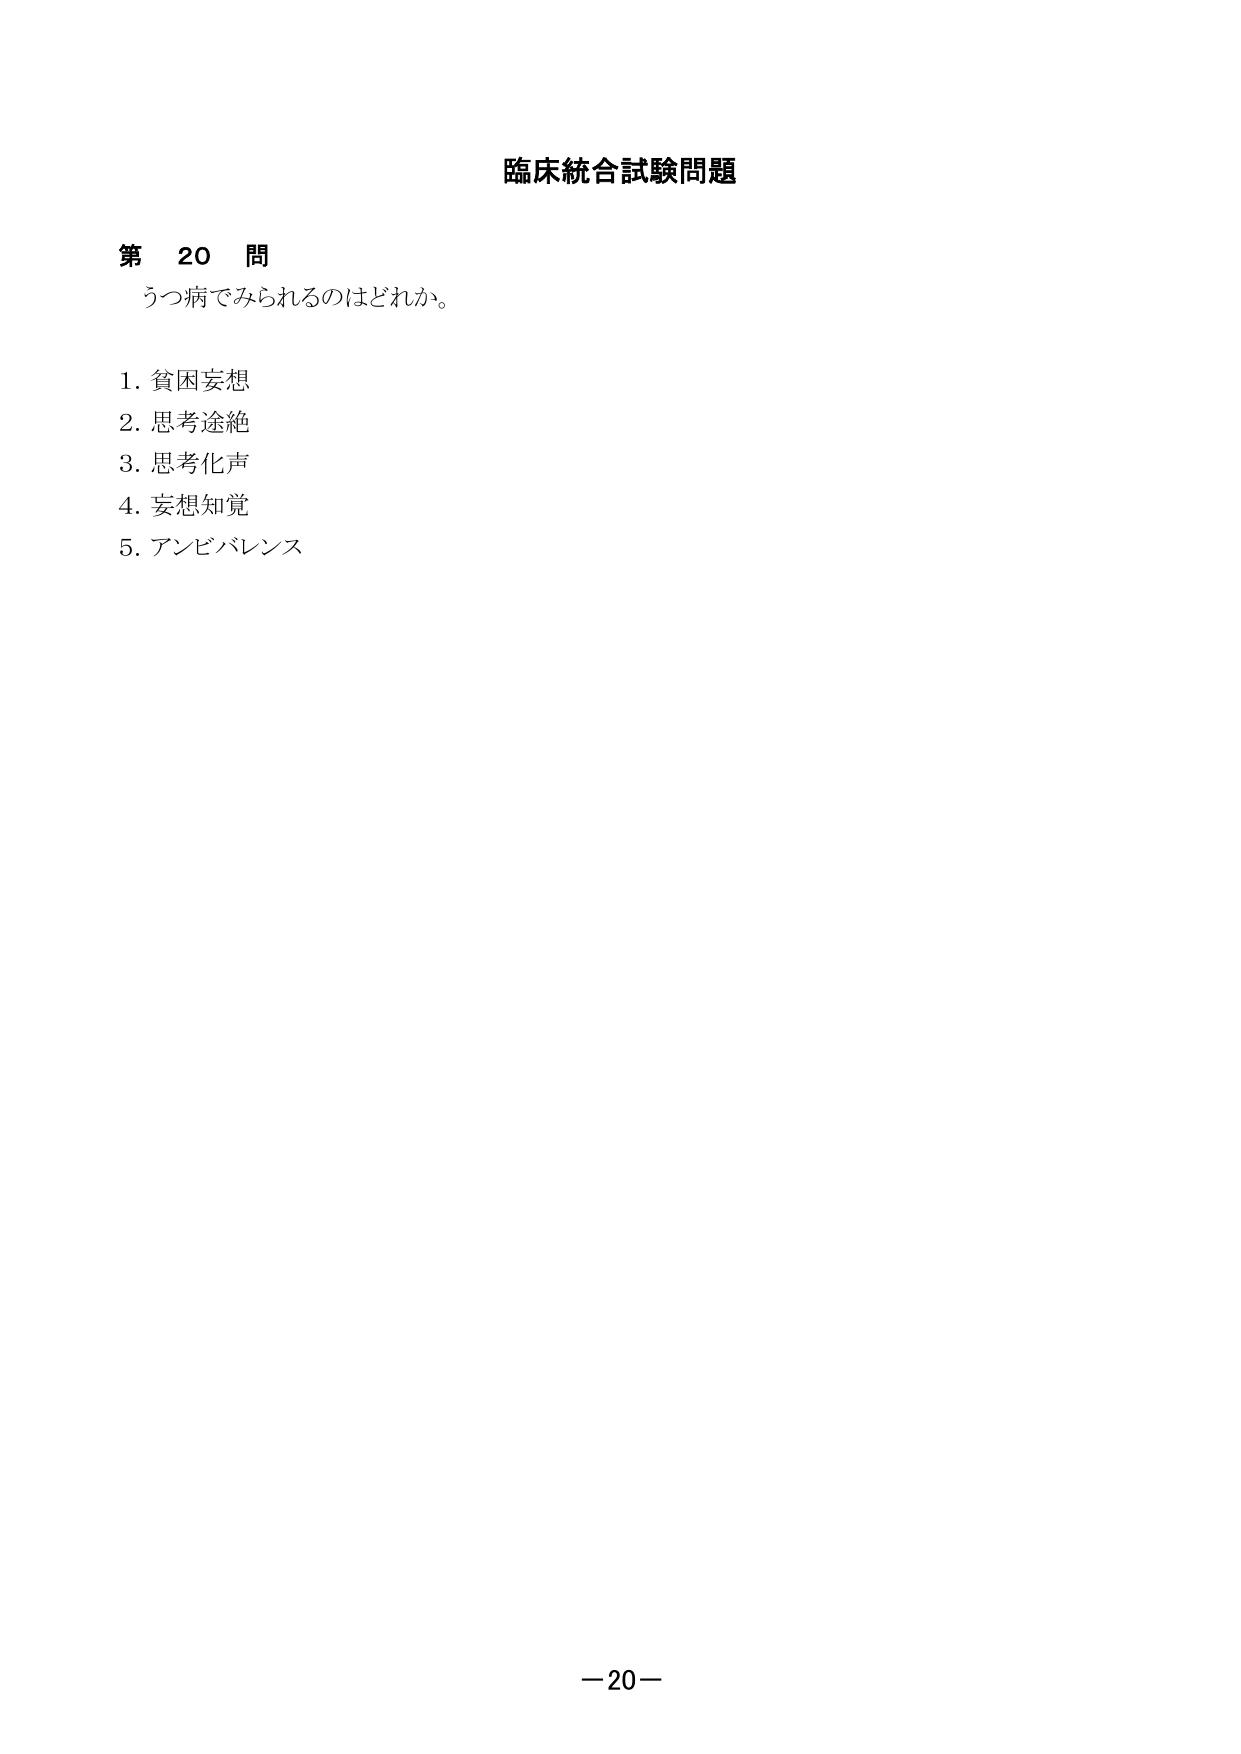 臨床統合試験問題
第 20 問
うつ病でみられるのはどれか。
1. 貧困妄想
2. 思考途絶
3. 思考化声
4. 妄想知覚
5. アンビバレンス
－20－